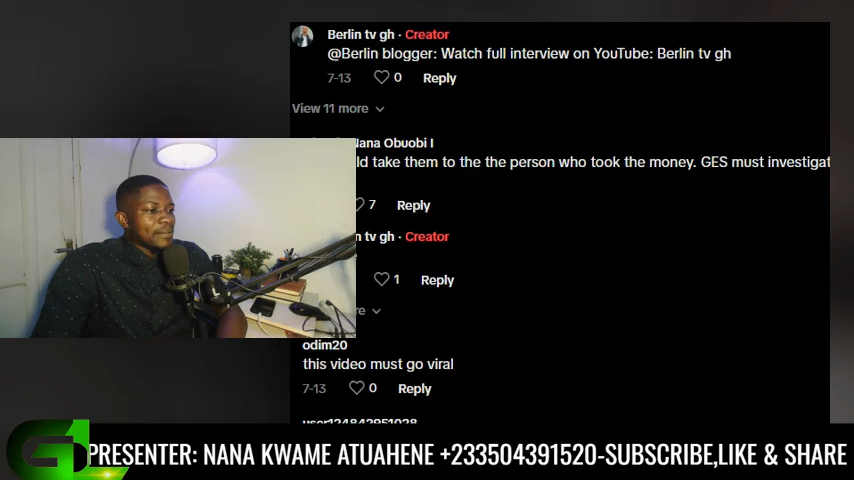 Berlin tv gh · Creator
@Berlin blogger: Watch full interview on YouTube: Berlin tv gh
7-13 0 Reply
View 11 more
Nana Obuobi I
take them to the the person who took the money. GES must investigat
7 Reply
tv gh · Creator
1 Reply
odim20
this video must go viral
7-13 0 Reply
PRESENTER: NANA KWAME ATUAHENE +233504391520-SUBSCRIBE,LIKE & SHARE